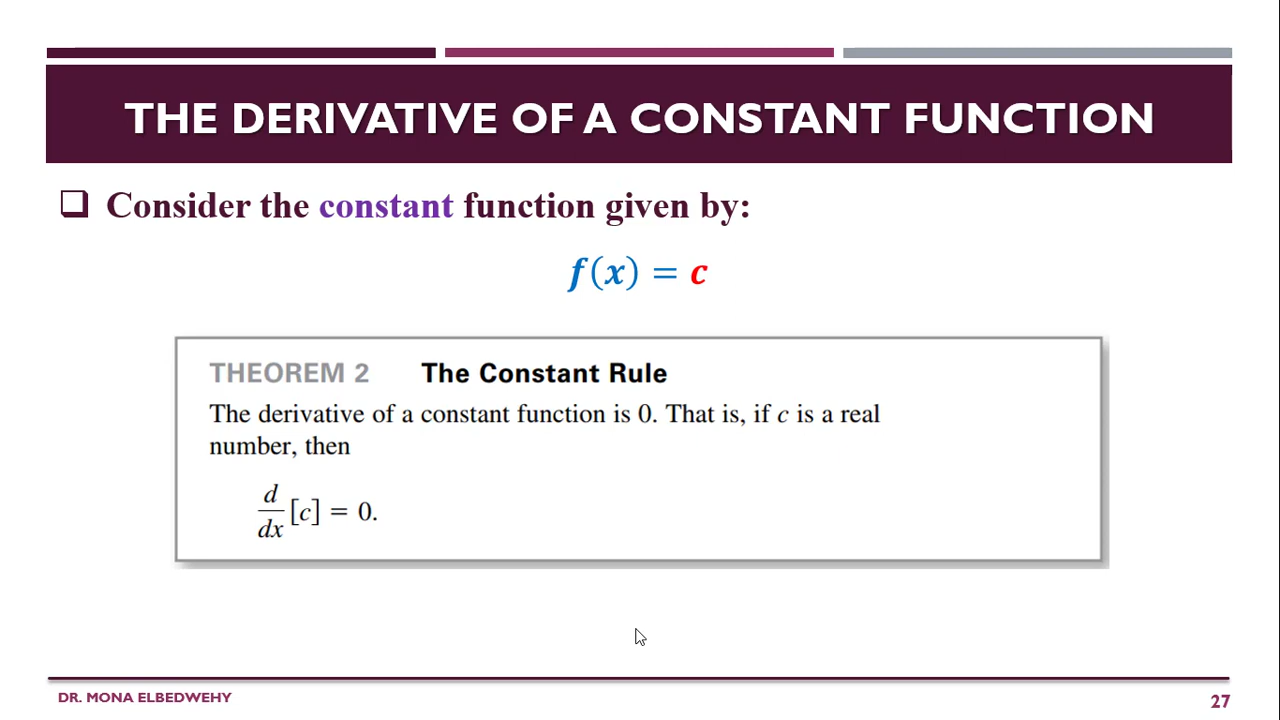 THE DERIVATIVE OF A CONSTANT FUNCTION
❑ Consider the constant function given by:
f(x) = c
THEOREM 2 The Constant Rule
The derivative of a constant function is 0. That is, if c is a real
number, then
d/dx [c] = 0.
DR. MONA ELBEDWEHY
27